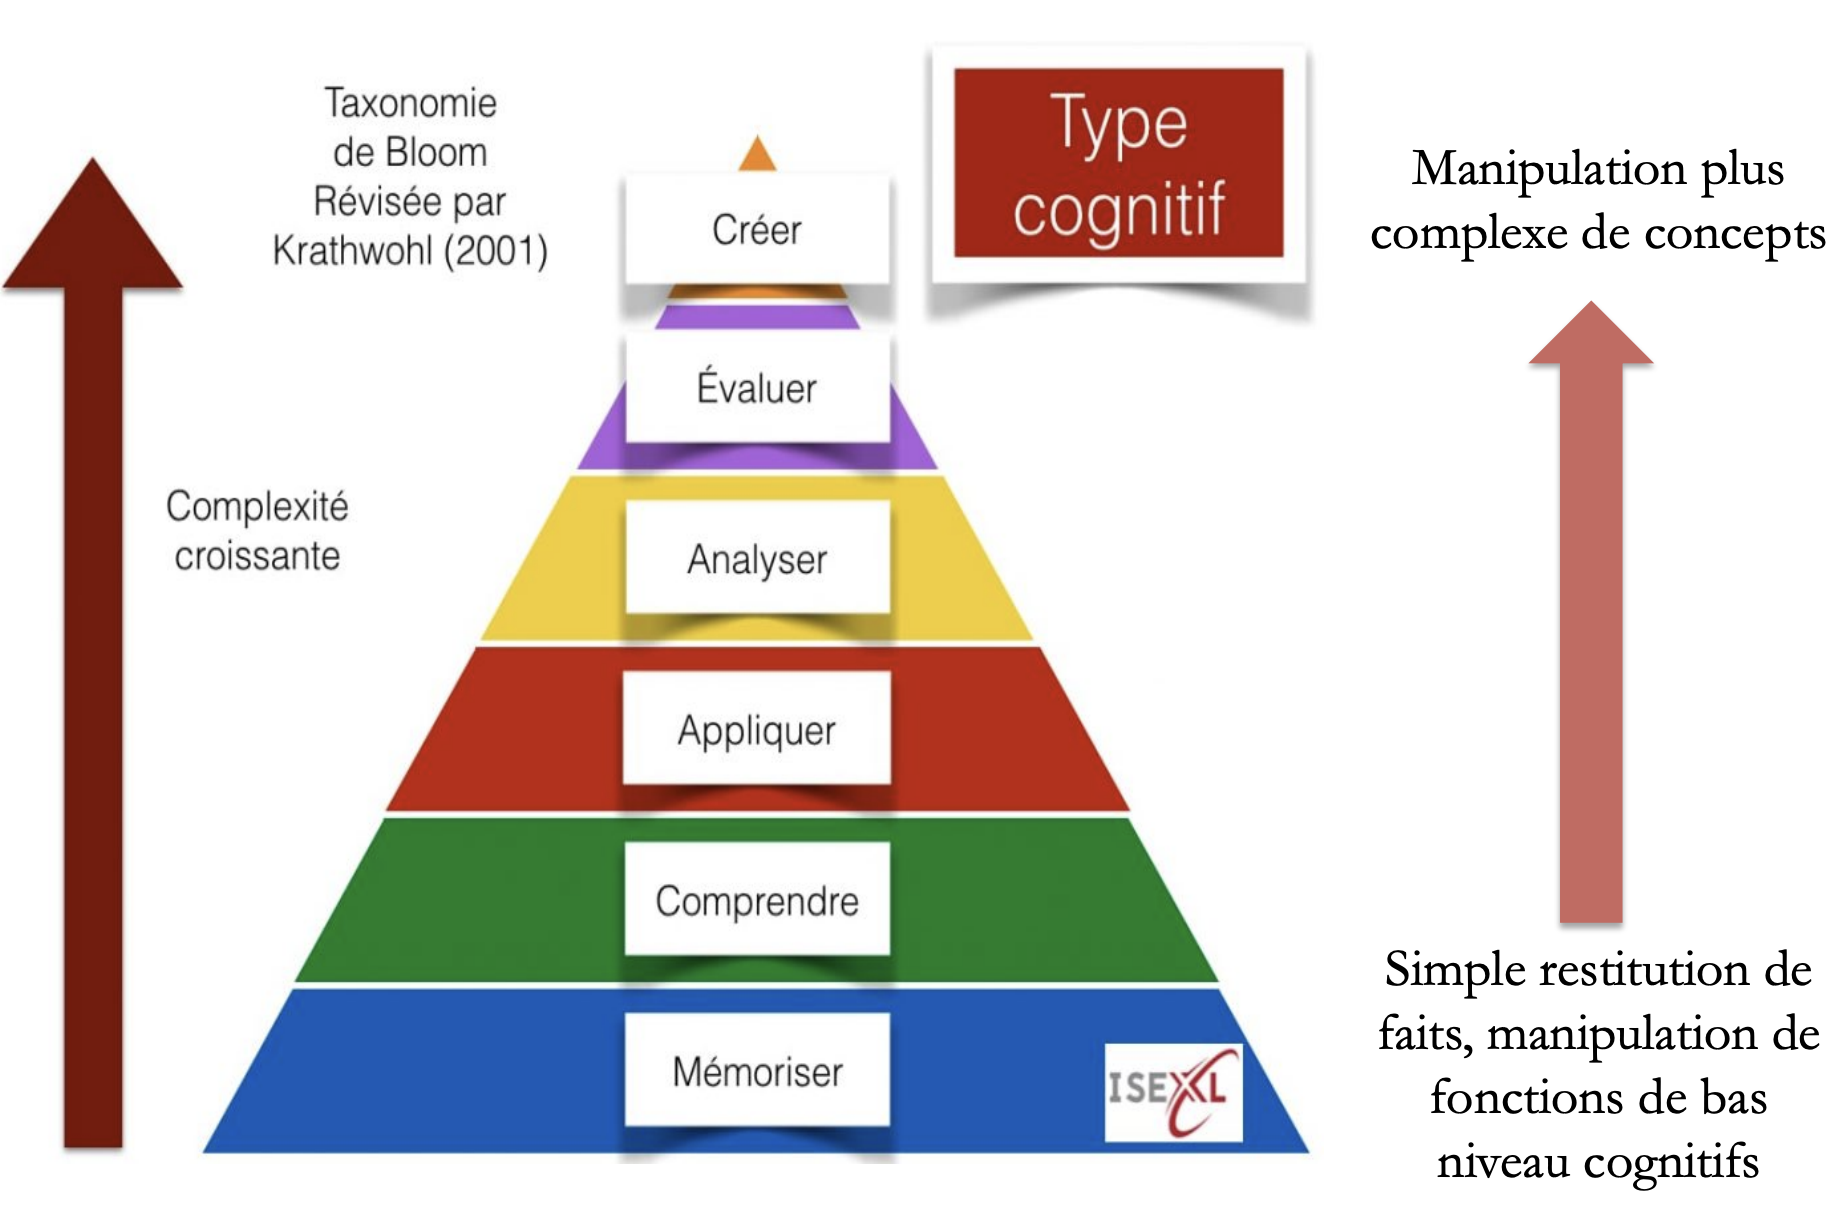 Taxonomie
de Bloom
Révisée par
Krathwohl (2001)
Type
cognitif
Manipulation plus
complexe de concepts
Créer
Évaluer
Complexité
croissante
Analyser
Appliquer
Comprendre
Mémoriser
ISEXL
Simple restitution de
faits, manipulation de
fonctions de bas
niveau cognitifs